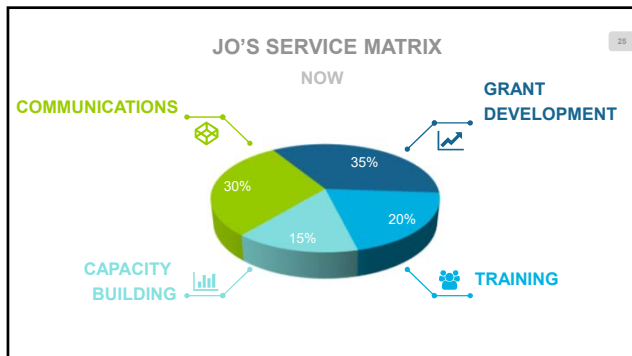 JO'S SERVICE MATRIX
25
NOW
COMMUNICATIONS
GRANT
DEVELOPMENT
35%
30%
20%
15%
CAPACITY
BUILDING
TRAINING